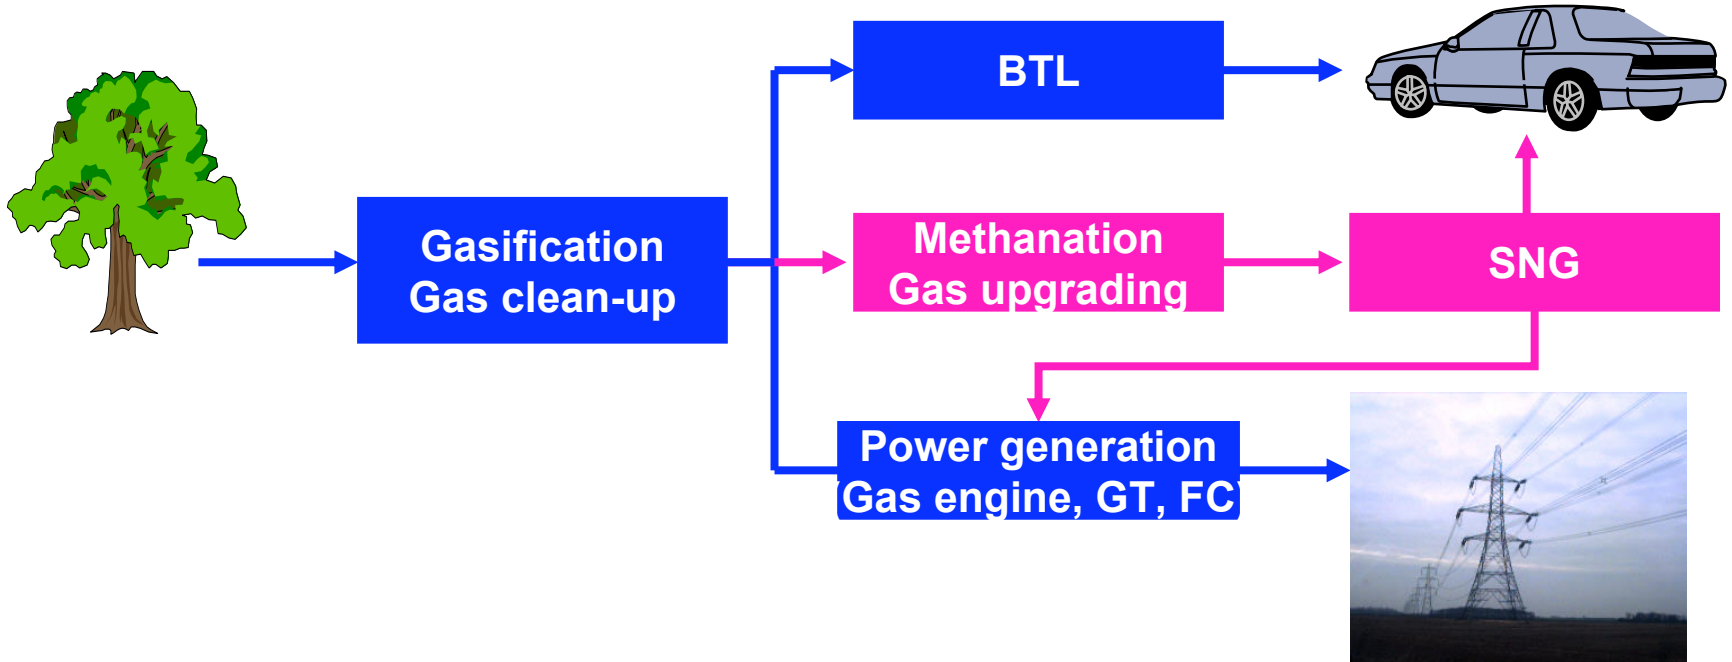 BTL
Gasification
Gas clean-up
Methanation
Gas upgrading
SNG
Power generation
(Gas engine, GT, FC)